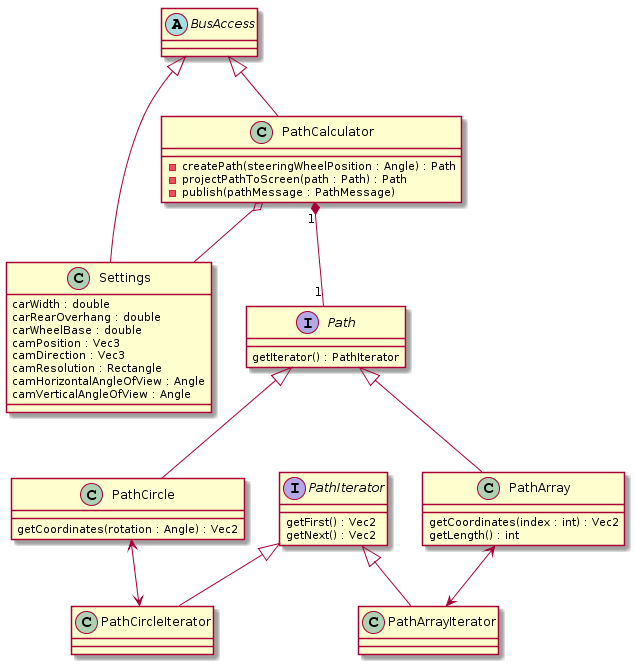 A BusAccess
C PathCalculator
createPath(steeringWheelPosition : Angle) : Path
projectPathToScreen(path : Path) : Path
publish(pathMessage : PathMessage)
1
C Settings
carWidth : double
carRearOverhang : double
carWheelBase : double
camPosition : Vec3
camDirection : Vec3
camResolution : Rectangle
camHorizontalAngleOfView : Angle
camVerticalAngleOfView : Angle
1
I Path
getIterator() : PathIterator
C PathCircle
getCoordinates(rotation : Angle) : Vec2
I PathIterator
getFirst() : Vec2
getNext() : Vec2
C PathArray
getCoordinates(index : int) : Vec2
getLength() : int
C PathCircleIterator
C PathArrayIterator